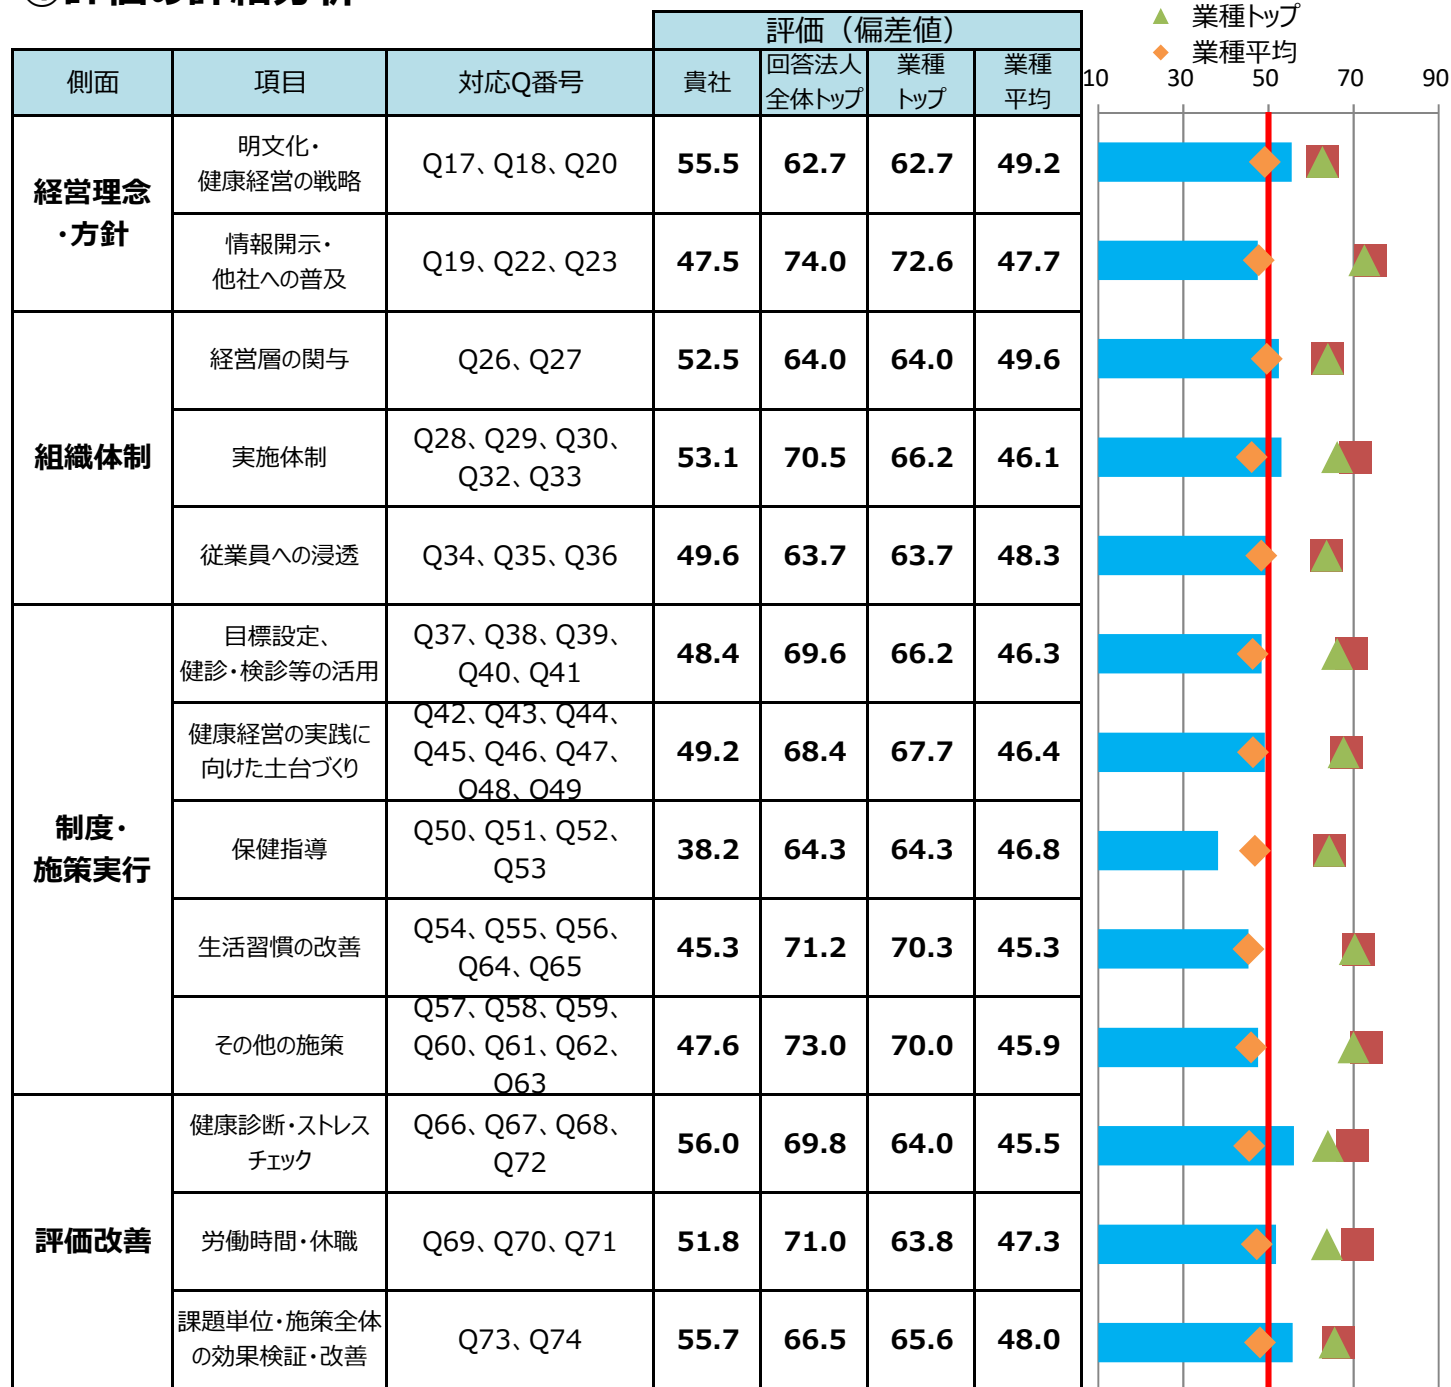 ①評価の詳細分析
▲ 業種トップ
◆ 業種平均
評価（偏差値）
側面 項目 対応Q番号 貴社 回答法人全体トップ 業種トップ 業種平均
10 30 50 70 90
経営理念・方針
明文化・健康経営の戦略 Q17、Q18、Q20 55.5 62.7 62.7 49.2
情報開示・他社への普及 Q19、Q22、Q23 47.5 74.0 72.6 47.7
組織体制
経営層の関与 Q26、Q27 52.5 64.0 64.0 49.6
実施体制 Q28、Q29、Q30、Q32、Q33 53.1 70.5 66.2 46.1
従業員への浸透 Q34、Q35、Q36 49.6 63.7 63.7 48.3
制度・施策実行
目標設定、健診・検診等の活用 Q37、Q38、Q39、Q40、Q41 48.4 69.6 66.2 46.3
健康経営の実践に向けた土台づくり Q42、Q43、Q44、Q45、Q46、Q47、Q48、Q49 49.2 68.4 67.7 46.4
保健指導 Q50、Q51、Q52、Q53 38.2 64.3 64.3 46.8
生活習慣の改善 Q54、Q55、Q56、Q64、Q65 45.3 71.2 70.3 45.3
その他の施策 Q57、Q58、Q59、Q60、Q61、Q62、Q63 47.6 73.0 70.0 45.9
評価改善
健康診断・ストレスチェック Q66、Q67、Q68、Q72 56.0 69.8 64.0 45.5
労働時間・休職 Q69、Q70、Q71 51.8 71.0 63.8 47.3
課題単位・施策全体の効果検証・改善 Q73、Q74 55.7 66.5 65.6 48.0